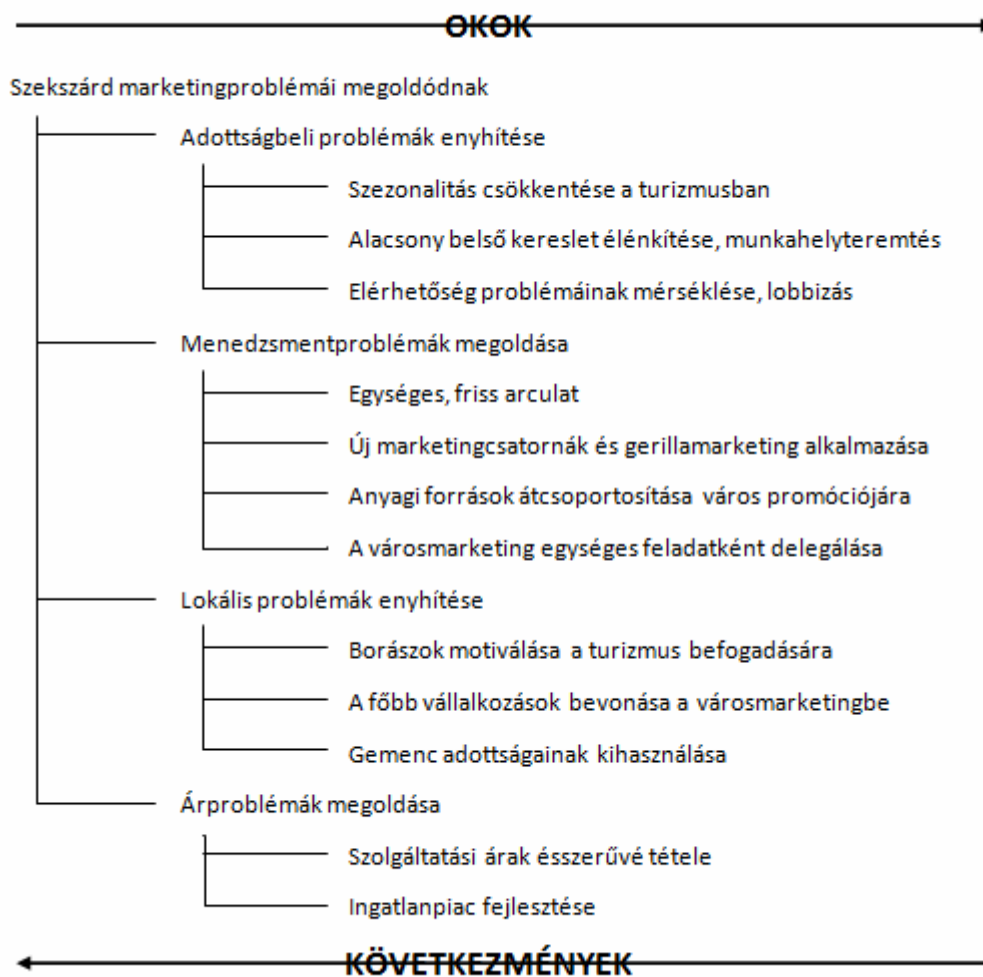 OKOK
Szekszárd marketingproblémái megoldódnak
Adottságbeli problémák enyhítése
Szezonalitás csökkentése a turizmusban
Alacsony belső kereslet élénkítése, munkahelyteremtés
Elérhetőség problémáinak mérséklése, lobbizás
Menedzsmentproblémák megoldása
Egységes, friss arculat
Új marketingcsatornák és gerillamarketing alkalmazása
Anyagi források átcsoportosítása város promóciójára
A városmarketing egységes feladatként delegálása
Lokális problémák enyhítése
Borászok motiválása a turizmus befogadására
A főbb vállalkozások bevonása a városmarketingbe
Gemenc adottságainak kihasználása
Árproblémák megoldása
Szolgáltatási árak ésszerűvé tétele
Ingatlanpiac fejlesztése
KÖVETKEZMÉNYEK